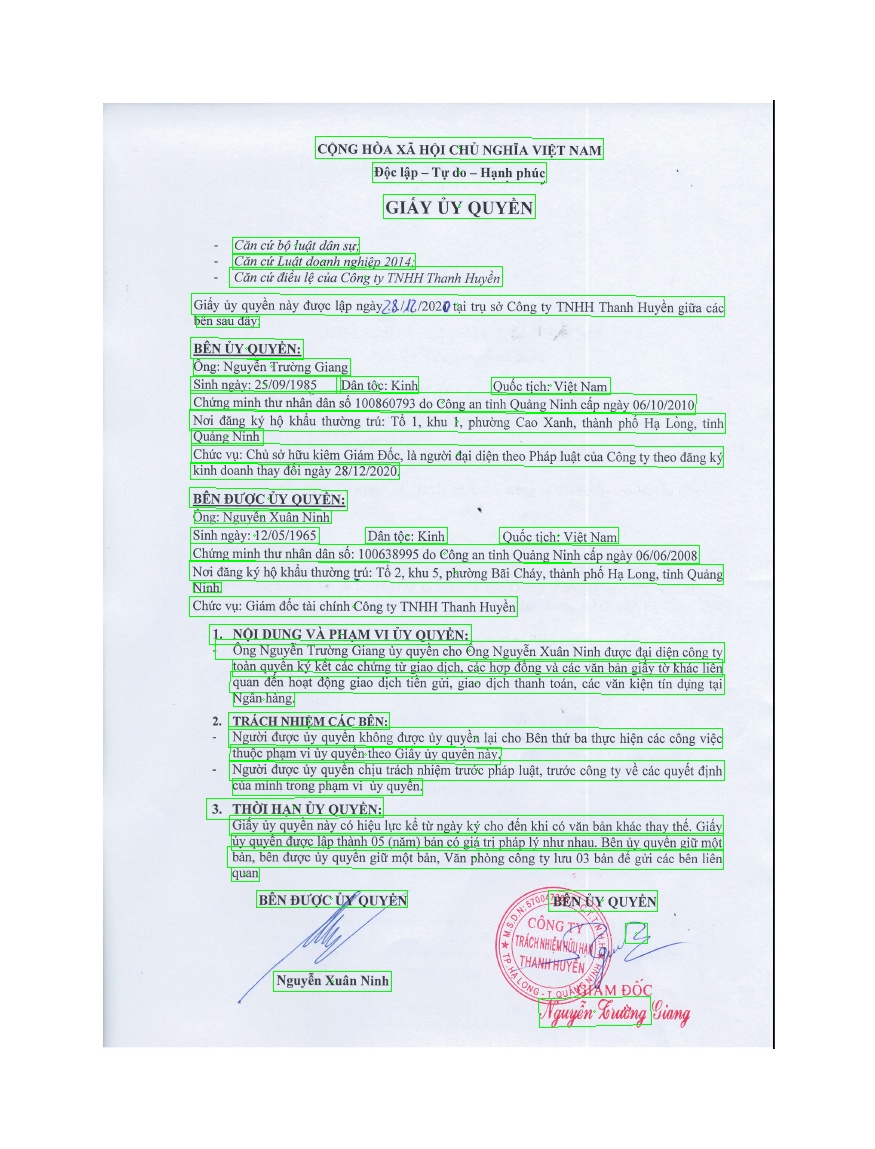 CỘNG HÒA XÃ HỘI CHỦ NGHĨA VIỆT NAM
Độc lập – Tự do – Hạnh phúc
GIẤY ỦY QUYỀN
- Căn cứ bộ luật dân sự;
- Căn cứ Luật doanh nghiệp 2014;
- Căn cứ điều lệ của Công ty TNHH Thanh Huyền
Giấy ủy quyền này được lập ngày 28/12/2020 tại trụ sở Công ty TNHH Thanh Huyền giữa các
bên sau đây:
BÊN ỦY QUYỀN:
Ông: Nguyễn Trường Giang
Sinh ngày: 25/09/1985 Dân tộc: Kinh Quốc tịch: Việt Nam
Chứng minh thư nhân dân số 100860793 do Công an tỉnh Quảng Ninh cấp ngày 06/10/2010
Nơi đăng ký hộ khẩu thường trú: Tổ 1, khu 1, phường Cao Xanh, thành phố Hạ Long, tỉnh
Quảng Ninh
Chức vụ: Chủ sở hữu kiêm Giám Đốc, là người đại diện theo Pháp luật của Công ty theo đăng ký
kinh doanh thay đổi ngày 28/12/2020.
BÊN ĐƯỢC ỦY QUYỀN:
Ông: Nguyễn Xuân Ninh
Sinh ngày: 12/05/1965 Dân tộc: Kinh Quốc tịch: Việt Nam
Chứng minh thư nhân dân số: 100638995 do Công an tỉnh Quảng Ninh cấp ngày 06/06/2008
Nơi đăng ký hộ khẩu thường trú: Tổ 2, khu 5, phường Bãi Cháy, thành phố Hạ Long, tỉnh Quảng
Ninh
Chức vụ: Giám đốc tài chính Công ty TNHH Thanh Huyền
1. NỘI DUNG VÀ PHẠM VI ỦY QUYỀN:
- Ông Nguyễn Trường Giang ủy quyền cho Ông Nguyễn Xuân Ninh được đại diện công ty
toàn quyền ký kết các chứng từ giao dịch, các hợp đồng và các văn bản giấy tờ khác liên
quan đến hoạt động giao dịch tiền gửi, giao dịch thanh toán, các văn kiện tín dụng tại
Ngân hàng.
2. TRÁCH NHIỆM CÁC BÊN:
- Người được ủy quyền không được ủy quyền lại cho Bên thứ ba thực hiện các công việc
thuộc phạm vi ủy quyền theo Giấy ủy quyền này.
- Người được ủy quyền chịu trách nhiệm trước pháp luật, trước công ty về các quyết định
của mình trong phạm vi ủy quyền.
3. THỜI HẠN ỦY QUYỀN:
Giấy ủy quyền này có hiệu lực kể từ ngày ký cho đến khi có văn bản khác thay thế. Giấy
ủy quyền được lập thành 05 (năm) bản có giá trị pháp lý như nhau. Bên ủy quyền giữ một
bản, bên được ủy quyền giữ một bản, Văn phòng công ty lưu 03 bản để gửi các bên liên
quan
BÊN ĐƯỢC ỦY QUYỀN BÊN ỦY QUYỀN
CÔNG TY
TRÁCH NHIỆM HỮU HẠN
THANH HUYỀN
TP HẠ LONG - T. QUẢNG NINH
Nguyễn Xuân Ninh
GIÁM ĐỐC
Nguyễn Trường Giang